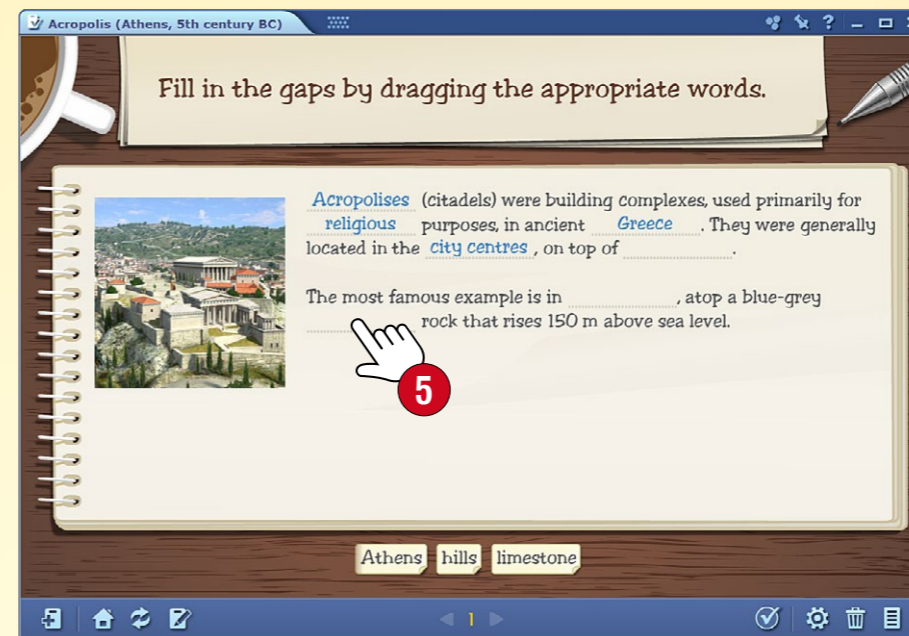 Acropolis (Athens, 5th century BC)
?
Fill in the gaps by dragging the appropriate words.
Acropolises (citadels) were building complexes, used primarily for
religious purposes, in ancient Greece . They were generally
located in the city centres , on top of .
The most famous example is in , atop a blue-grey
rock that rises 150 m above sea level.
5
Athens hills limestone
1